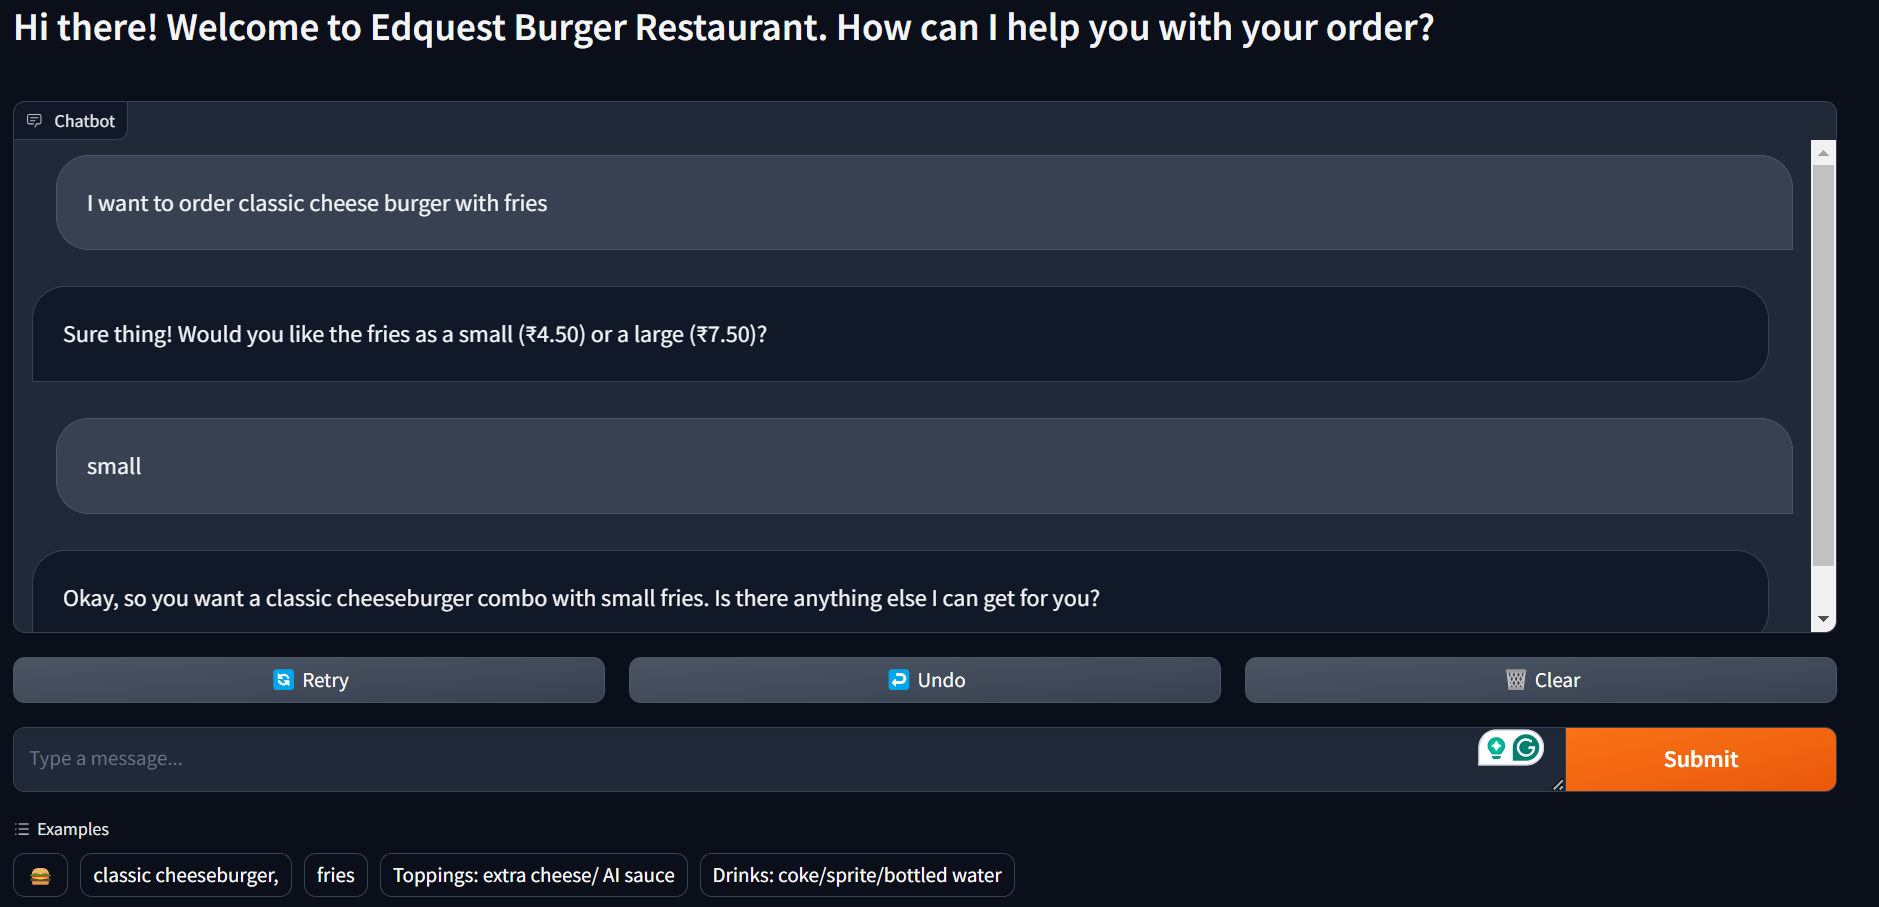 Hi there! Welcome to Edquest Burger Restaurant. How can I help you with your order?
Chatbot
I want to order classic cheese burger with fries
Sure thing! Would you like the fries as a small (₹4.50) or a large (₹7.50)?
small
Okay, so you want a classic cheeseburger combo with small fries. Is there anything else I can get for you?
Retry
Undo
Clear
Type a message...
Submit
Examples
classic cheeseburger,
fries
Toppings: extra cheese/ AI sauce
Drinks: coke/sprite/bottled water